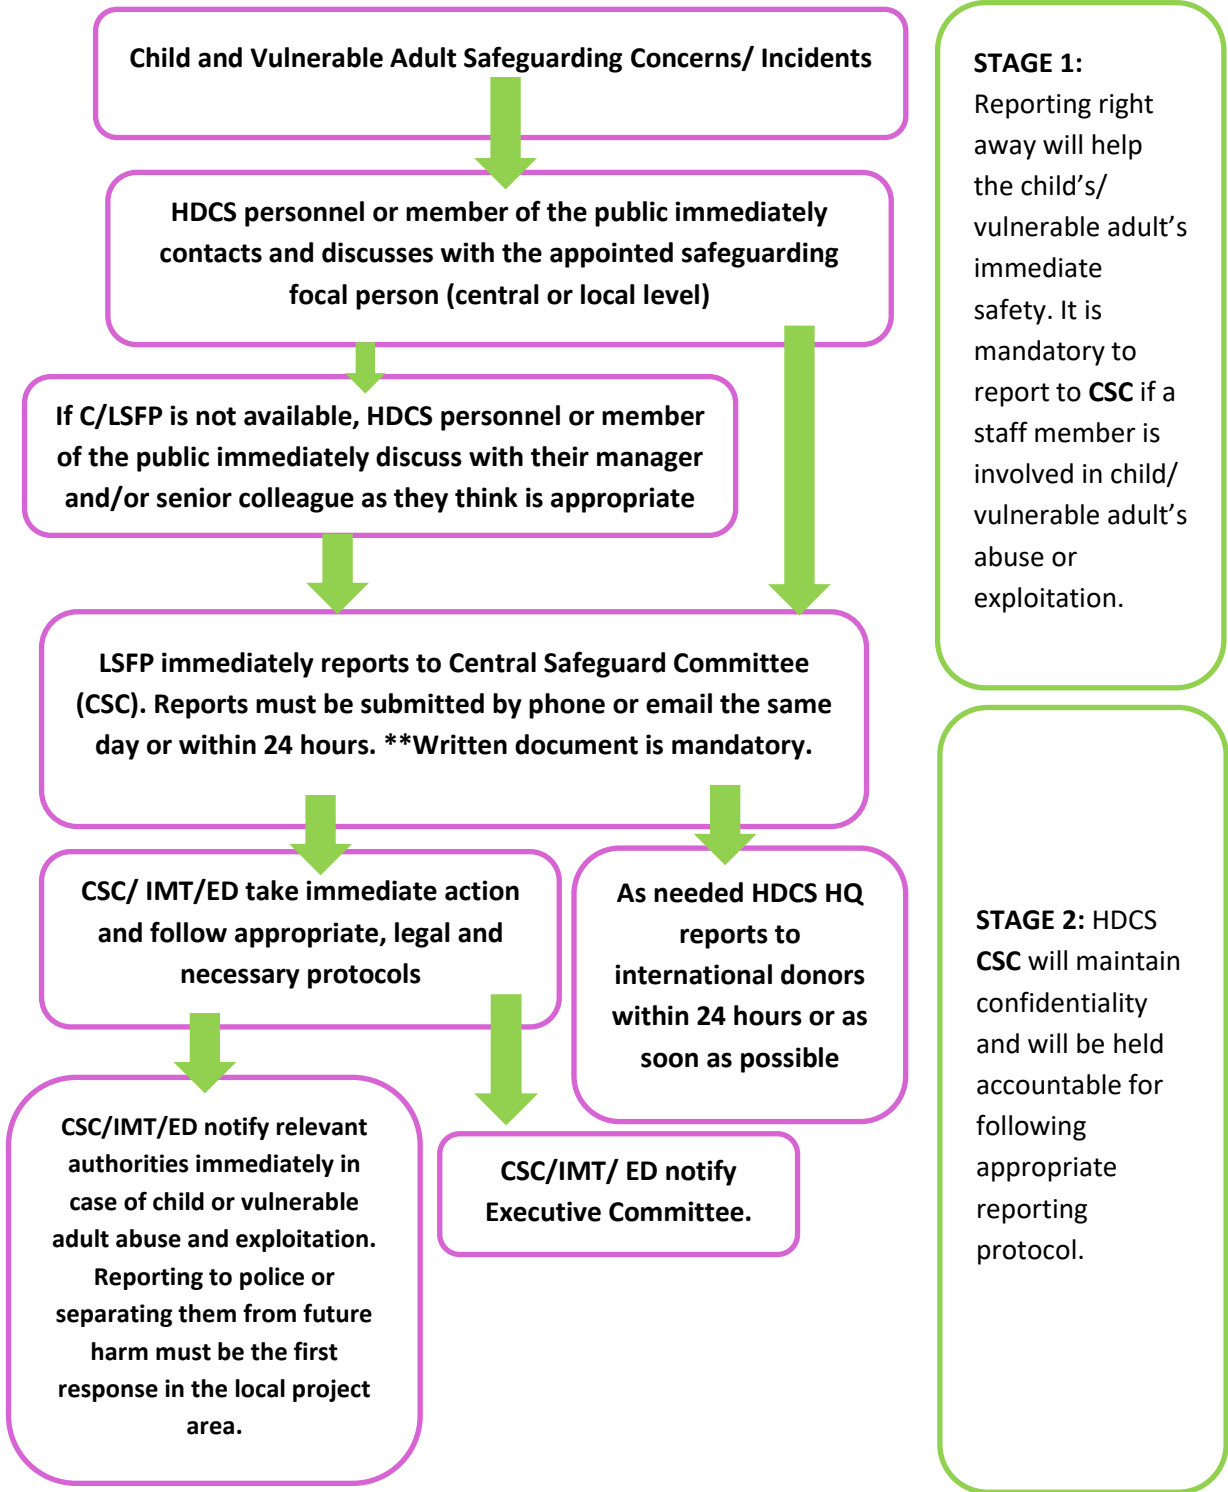 Child and Vulnerable Adult Safeguarding Concerns/ Incidents
HDCS personnel or member of the public immediately
contacts and discusses with the appointed safeguarding
focal person (central or local level)
If C/LSFP is not available, HDCS personnel or member
of the public immediately discuss with their manager
and/or senior colleague as they think is appropriate
LSFP immediately reports to Central Safeguard Committee
(CSC). Reports must be submitted by phone or email the same
day or within 24 hours. **Written document is mandatory.
CSC/ IMT/ED take immediate action
and follow appropriate, legal and
necessary protocols
As needed HDCS HQ
reports to
international donors
within 24 hours or as
soon as possible
CSC/IMT/ED notify relevant
authorities immediately in
case of child or vulnerable
adult abuse and exploitation.
Reporting to police or
separating them from future
harm must be the first
response in the local project
area.
CSC/IMT/ ED notify
Executive Committee.
STAGE 1:
Reporting right
away will help
the child’s/
vulnerable adult’s
immediate
safety. It is
mandatory to
report to CSC if a
staff member is
involved in child/
vulnerable adult’s
abuse or
exploitation.
STAGE 2: HDCS
CSC will maintain
confidentiality
and will be held
accountable for
following
appropriate
reporting
protocol.